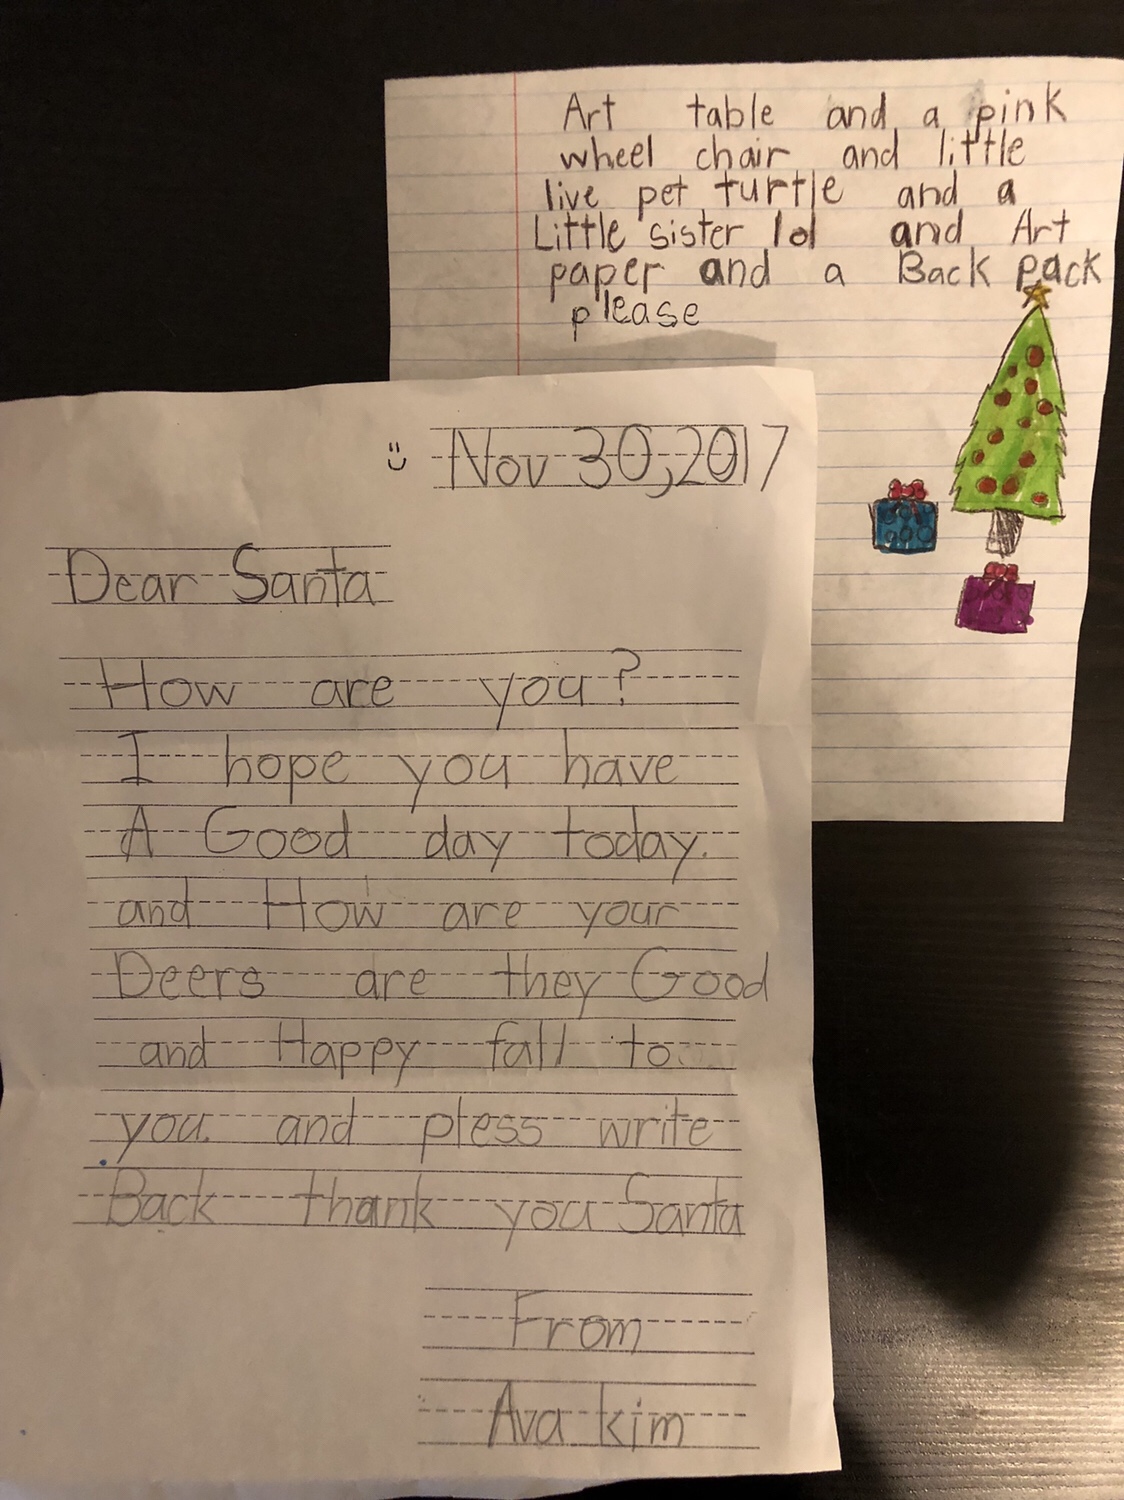 Art table and a pink
wheel chair and little
live pet turtle and a
Little sister lol and Art
paper and a Back pack
please
Nov 30,2017
Dear Santa
How are you?
I hope you have
A Good day today.
and How are your
Deers are they Good
and Happy fall to
you. and pless write
Back thank you Santa
From
Ava kim